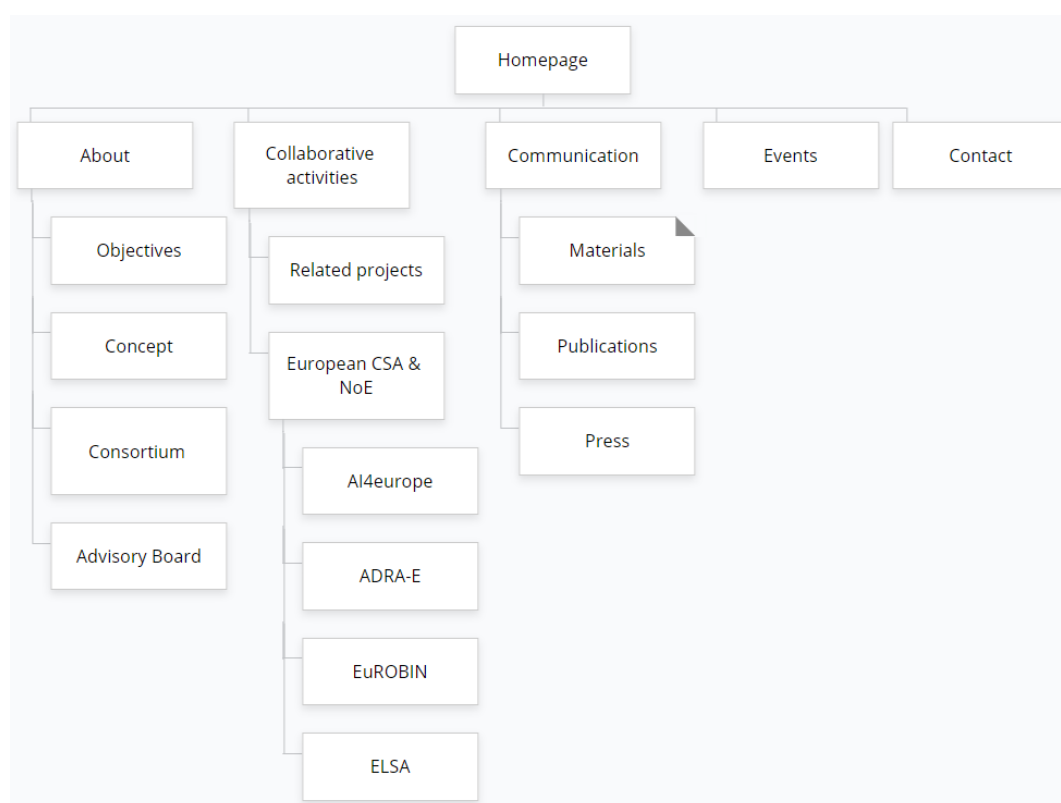 Homepage
About
Collaborative
activities
Communication
Events
Contact
Objectives
Concept
Consortium
Advisory Board
Related projects
European CSA &
NoE
AI4europe
ADRA-E
EuROBIN
ELSA
Materials
Publications
Press